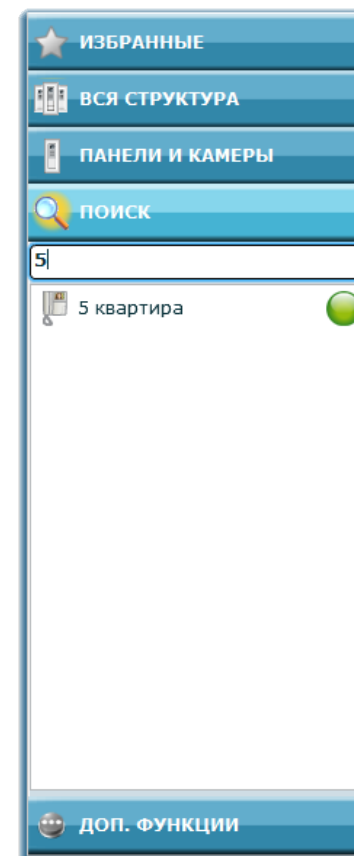 ИЗБРАННЫЕ
ВСЯ СТРУКТУРА
ПАНЕЛИ И КАМЕРЫ
ПОИСК
5
5 квартира
ДОП. ФУНКЦИИ